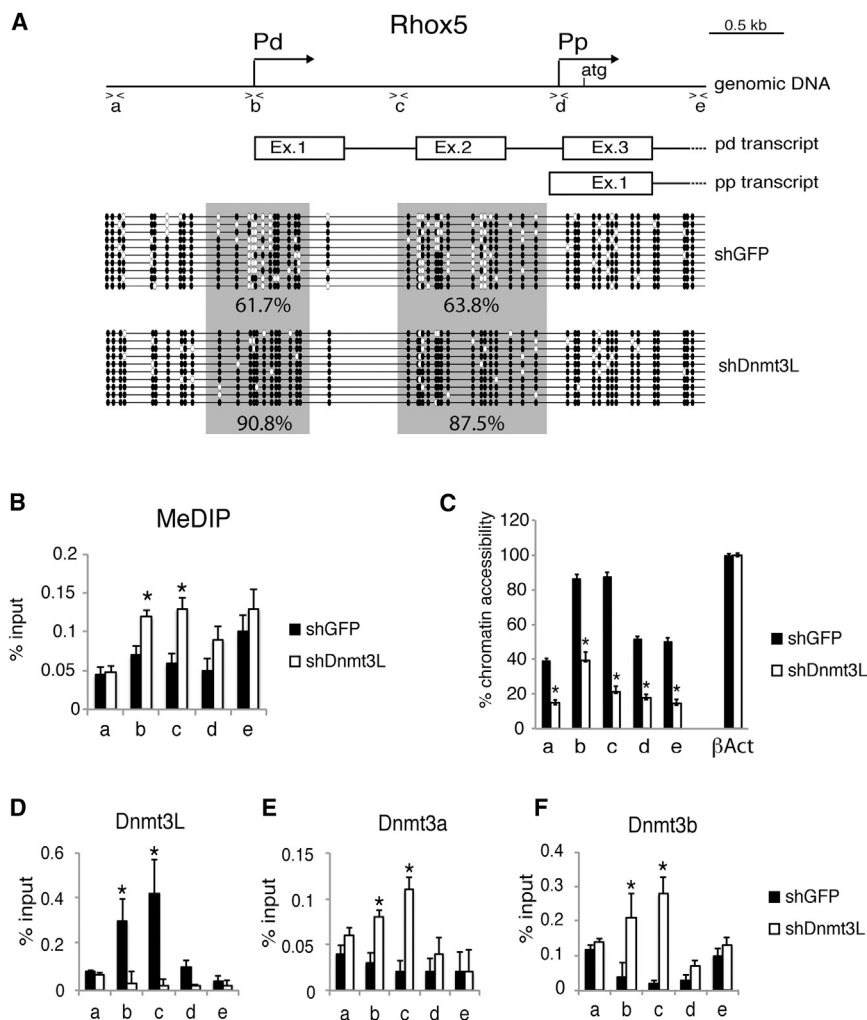 A
Rhox5
0.5 kb
Pd
Pp
atg
genomic DNA
> < > < > < > < > <
a b c d e
Ex.1 Ex.2 Ex.3 pd transcript
Ex.1 pp transcript
shGFP
61.7% 63.8%
shDnmt3L
90.8% 87.5%
B
MeDIP
% input
0.2
0.15
0.1
0.05
0
* *
a b c d e
shGFP
shDnmt3L
C
% chromatin accessibility
120
100
80
60
40
20
0
* * * * *
a b c d e βAct
shGFP
shDnmt3L
D
Dnmt3L
% input
0.6
0.4
0.2
0
* *
a b c d e
E
Dnmt3a
% input
0.15
0.1
0.05
0
* *
a b c d e
F
Dnmt3b
% input
0.4
0.3
0.2
0.1
0
* *
a b c d e
shGFP
shDnmt3L